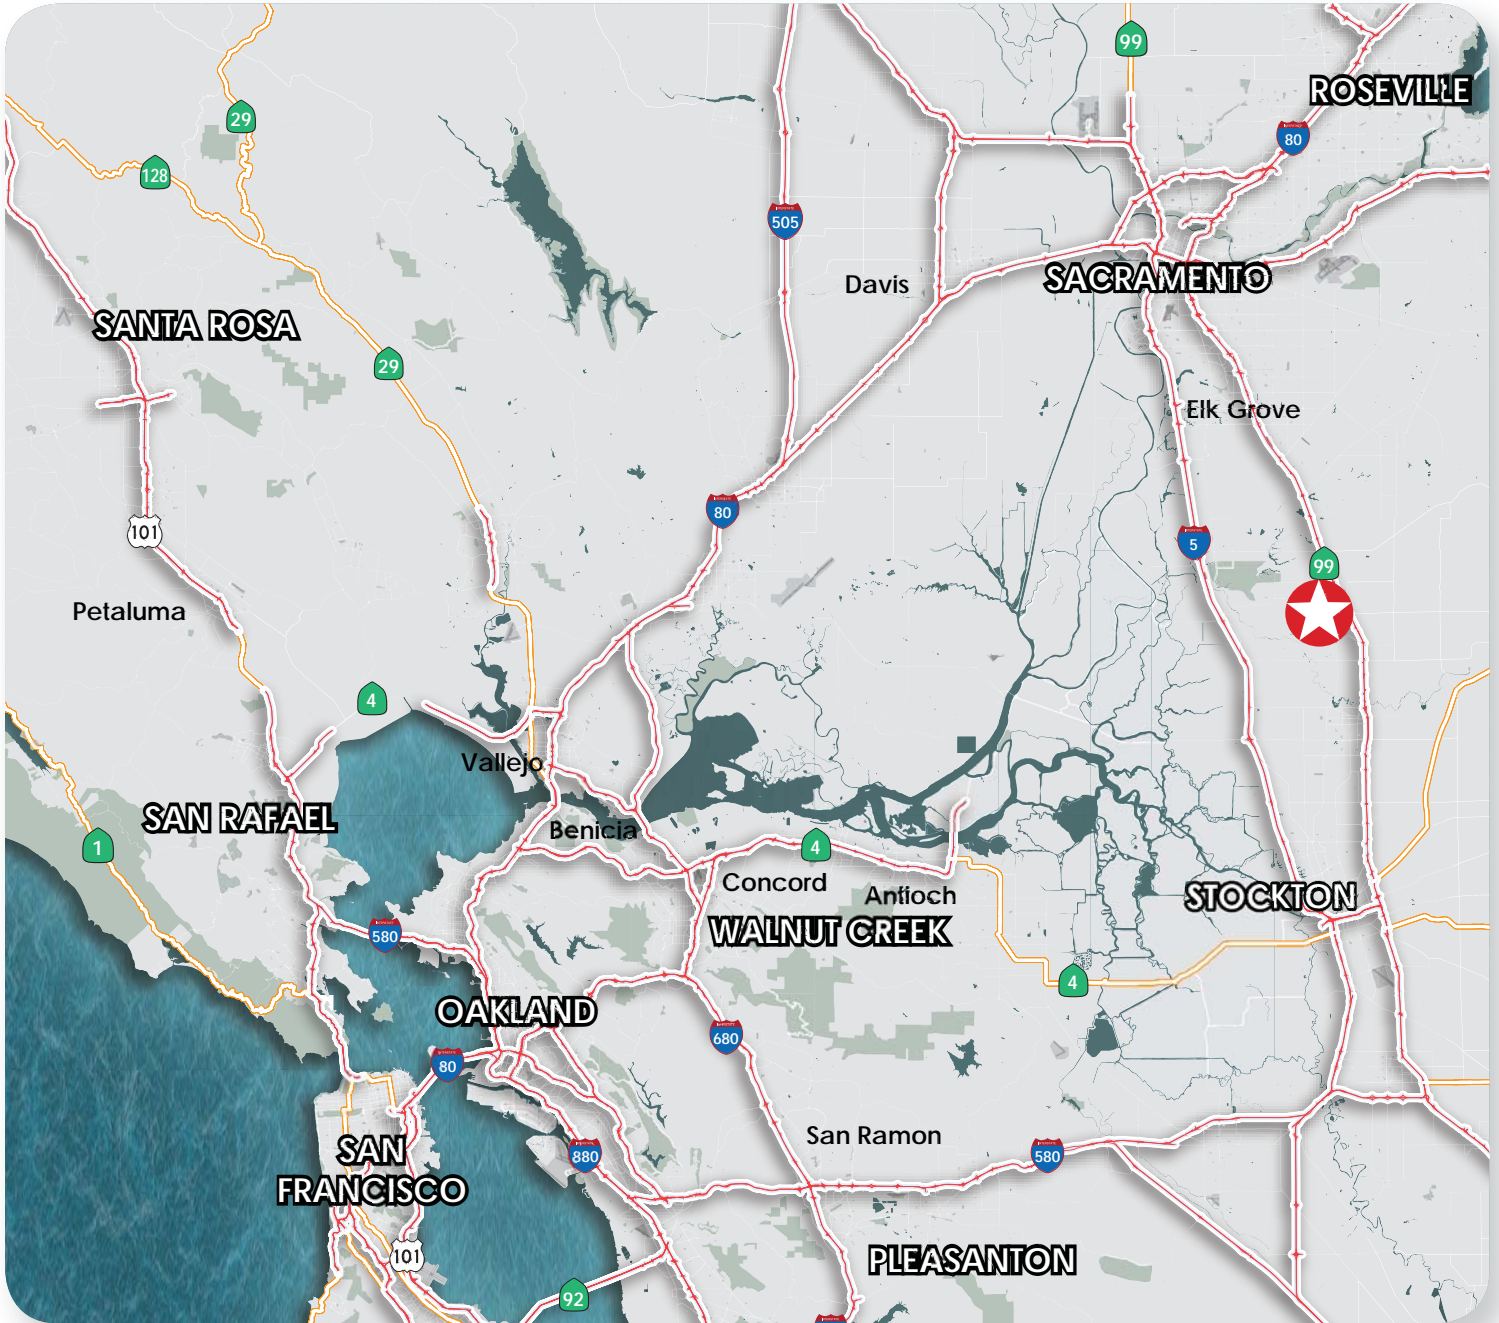 99
ROSEVILLE
29
80
128
505
Davis
SACRAMENTO
SANTA ROSA
29
Elk Grove
80
101
5
99
Petaluma
4
Vallejo
SAN RAFAEL
Benicia
1
4
Concord
Antioch
STOCKTON
WALNUT CREEK
580
4
OAKLAND
680
80
San Ramon
SAN
FRANCISCO
880
580
101
PLEASANTON
92